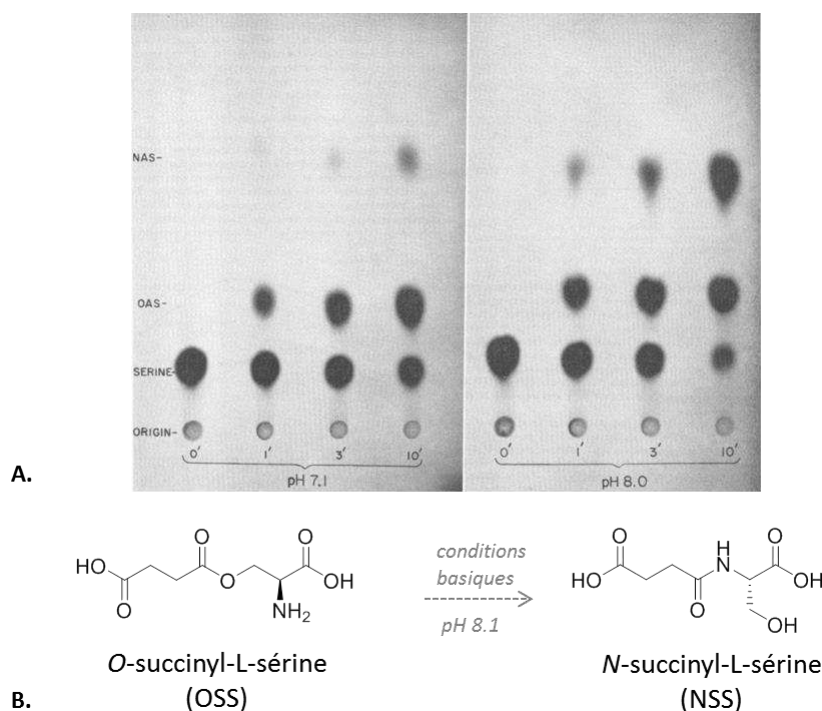 NAS-
OAS-
SERINE-
ORIGIN-
0' 1' 3' 10' 0' 1' 3' 10'
pH 7.1 pH 8.0
A.
O O O
HO O OH
O NH₂
conditions
basiques
pH 8.1
O H O
HO N OH
O OH
O-succinyl-L-sérine
(OSS)
N-succinyl-L-sérine
(NSS)
B.